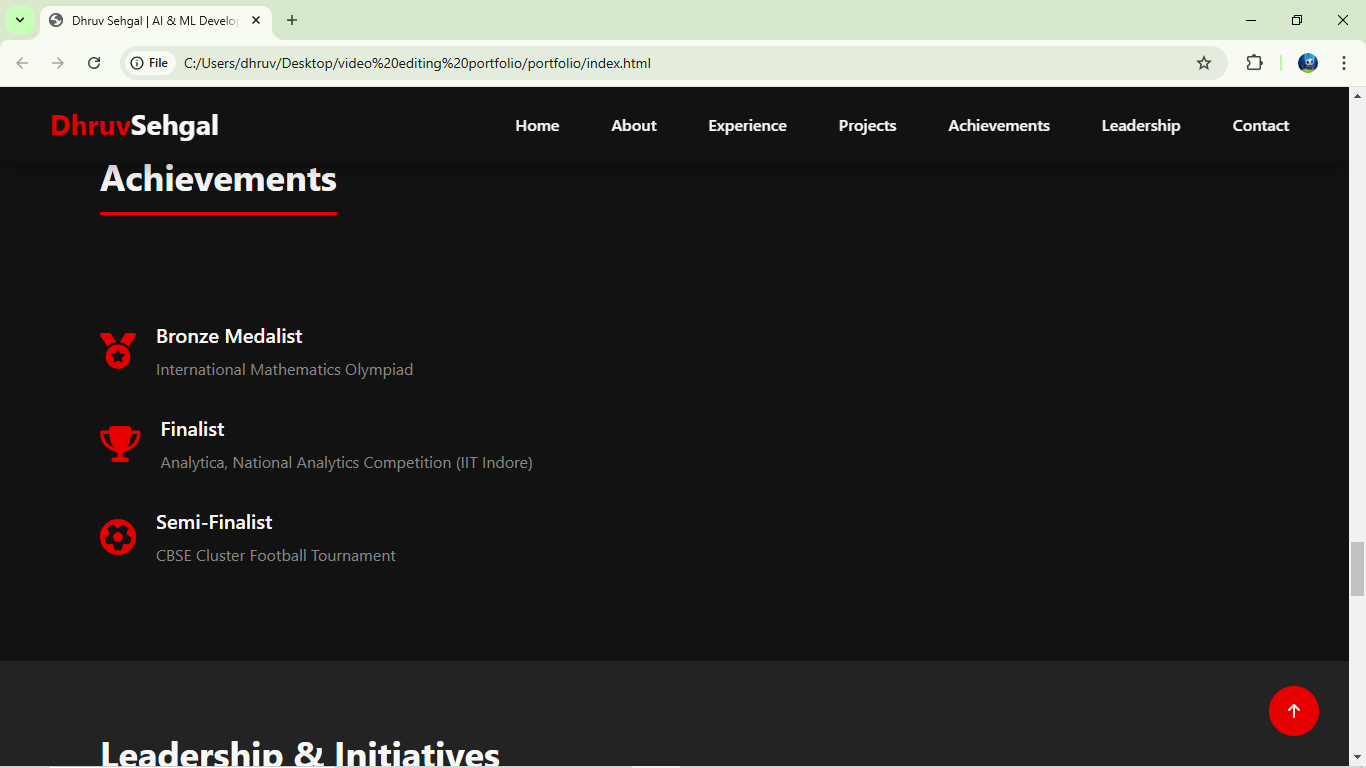 Dhruv Sehgal | AI & ML Develo
File C:/Users/dhruv/Desktop/video%20editing%20portfolio/portfolio/index.html
DhruvSehgal Home About Experience Projects Achievements Leadership Contact
Achievements
Bronze Medalist
International Mathematics Olympiad
Finalist
Analytica, National Analytics Competition (IIT Indore)
Semi-Finalist
CBSE Cluster Football Tournament
Leadership & Initiatives